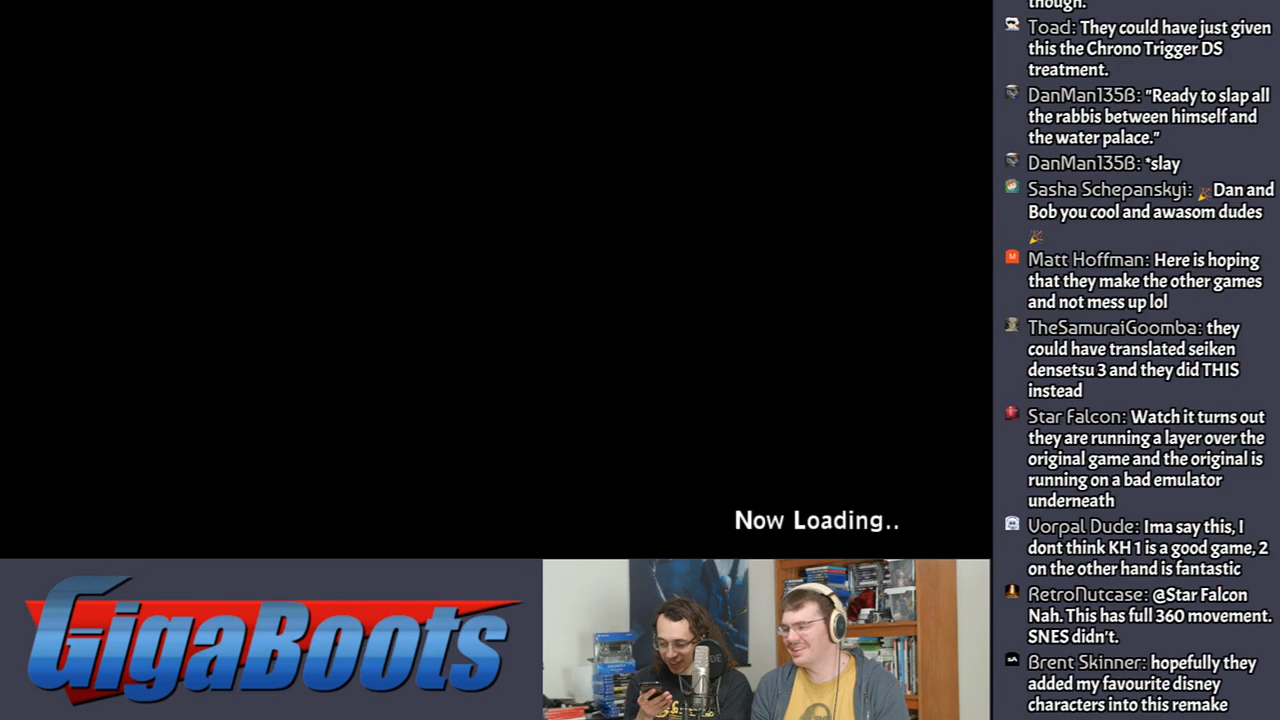 though.
Toad: They could have just given
this the Chrono Trigger DS
treatment.
DanMan135ß: "Ready to slap all
the rabbis between himself and
the water palace."
DanMan135ß: *slay
Sasha Schepanskyi: 🎉Dan and
Bob you cool and awasom dudes
🎉
M
Matt Hoffman: Here is hoping
that they make the other games
and not mess up lol
TheSamuraiGoomba: they
could have translated seiken
densetsu 3 and they did THIS
instead
Star Falcon: Watch it turns out
they are running a layer over the
original game and the original is
running on a bad emulator
underneath
Vorpal Dude: Ima say this, I
dont think KH 1 is a good game, 2
on the other hand is fantastic
RetroNutcase: @Star Falcon
Nah. This has full 360 movement.
SNES didn't.
Brent Skinner: hopefully they
added my favourite disney
characters into this remake
Now Loading..
GigaBoots